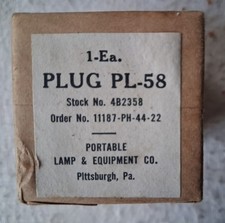 1-Ea.
PLUG PL-58
Stock No. 4B2358
Order No. 11187-PH-44-22
PORTABLE
LAMP & EQUIPMENT CO.
Pittsburgh, Pa.